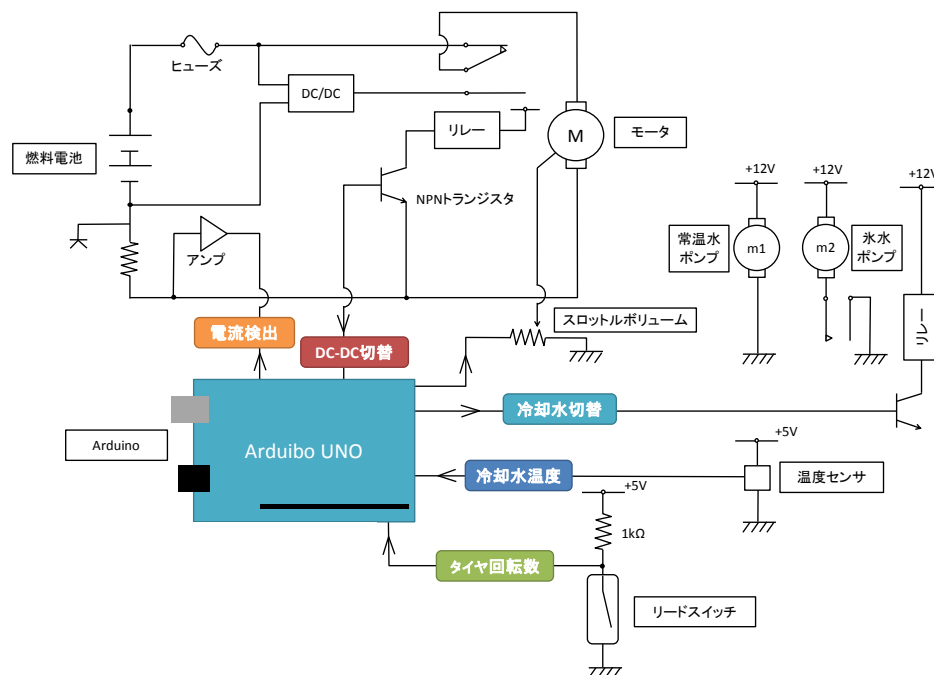 ヒューズ
DC/DC
燃料電池
リレー
M
モータ
NPNトランジスタ
アンプ
+12V
+12V
+12V
常温水
ポンプ
m1
m2
氷水
ポンプ
リレー
電流検出
DC-DC切替
スロットルボリューム
冷却水切替
Arduino
Arduibo UNO
冷却水温度
+5V
温度センサ
+5V
1kΩ
タイヤ回転数
リードスイッチ